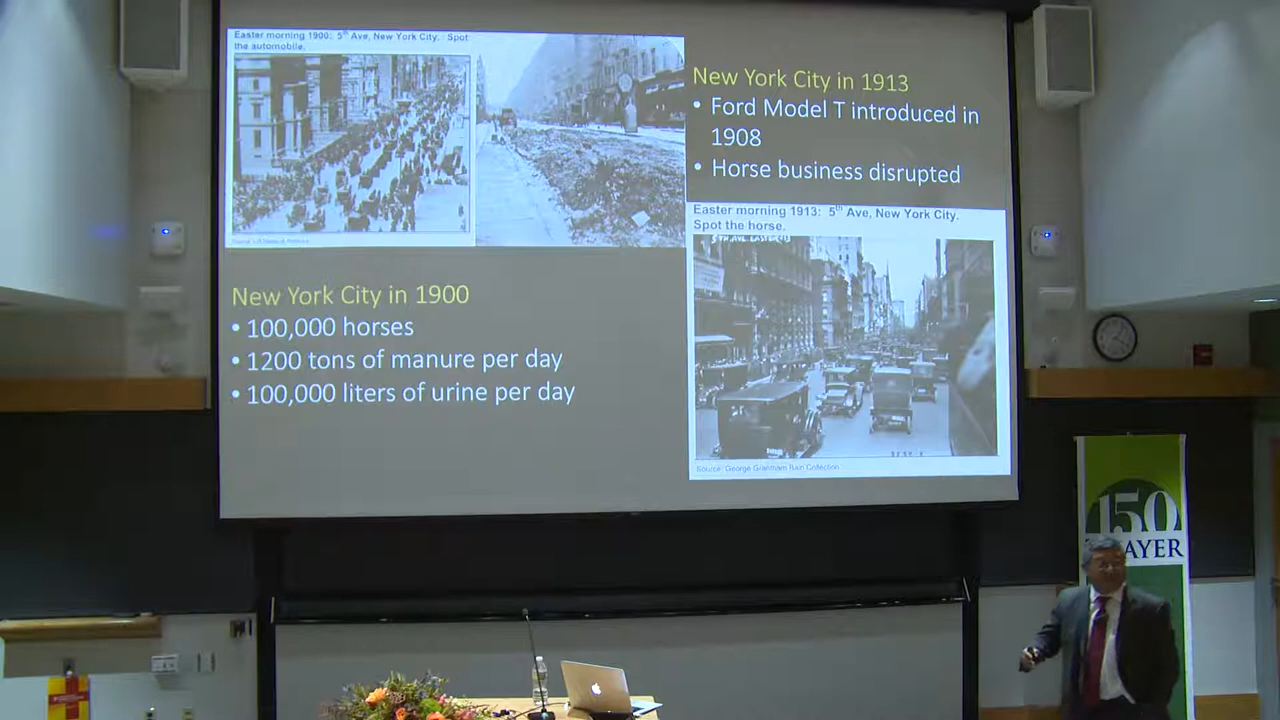 Easter morning 1900: 5th Ave, New York City. Spot
the automobile.
New York City in 1900
• 100,000 horses
• 1200 tons of manure per day
• 100,000 liters of urine per day
New York City in 1913
• Ford Model T introduced in
1908
• Horse business disrupted
Easter morning 1913: 5th Ave, New York City.
Spot the horse.
Source: George Grantham Bain Collection
150
AYER